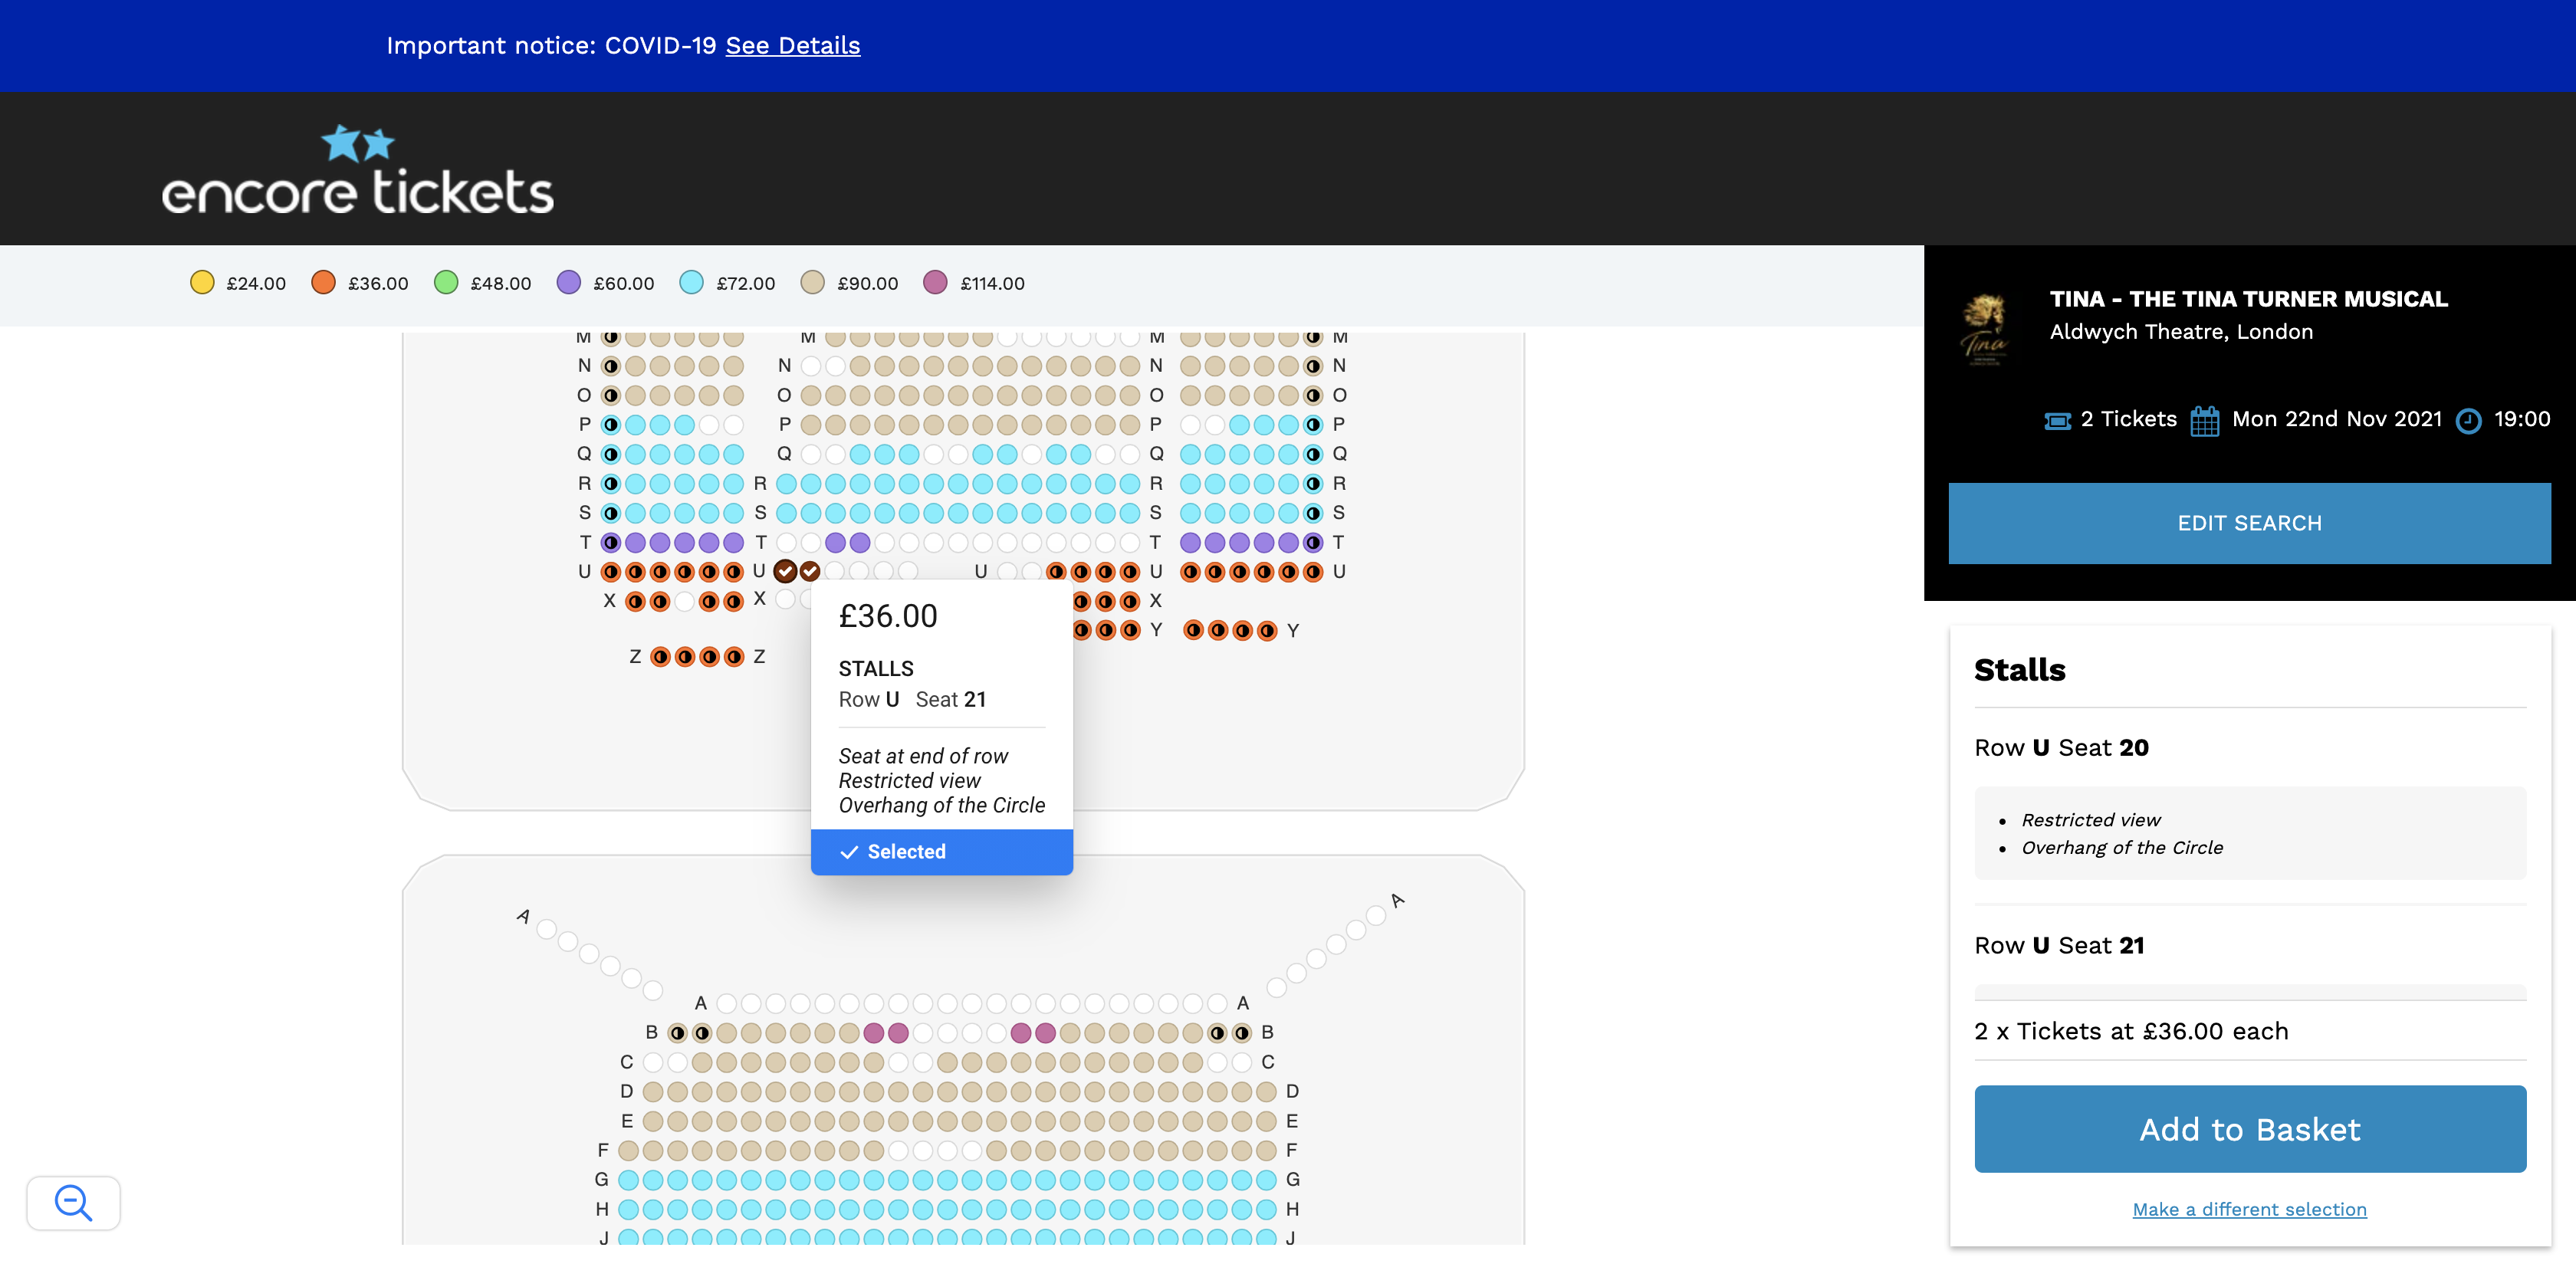 Important notice: COVID-19 See Details
encore tickets
£24.00 £36.00 £48.00 £60.00 £72.00 £90.00 £114.00
TINA - THE TINA TURNER MUSICAL
Aldwych Theatre, London
Tina
2 Tickets Mon 22nd Nov 2021 19:00
EDIT SEARCH
M M M M
N N N N
O O O O
P P P P
Q Q Q Q
R R R R
S S S S
T T T T
U U U U U
X X X
Y Y
Z Z
£36.00
STALLS
Row U Seat 21
Seat at end of row
Restricted view
Overhang of the Circle
Selected
A A
A A
B B
C C
D D
E E
F F
G G
H H
J J
Stalls
Row U Seat 20
Restricted view
Overhang of the Circle
Row U Seat 21
2 x Tickets at £36.00 each
Add to Basket
Make a different selection